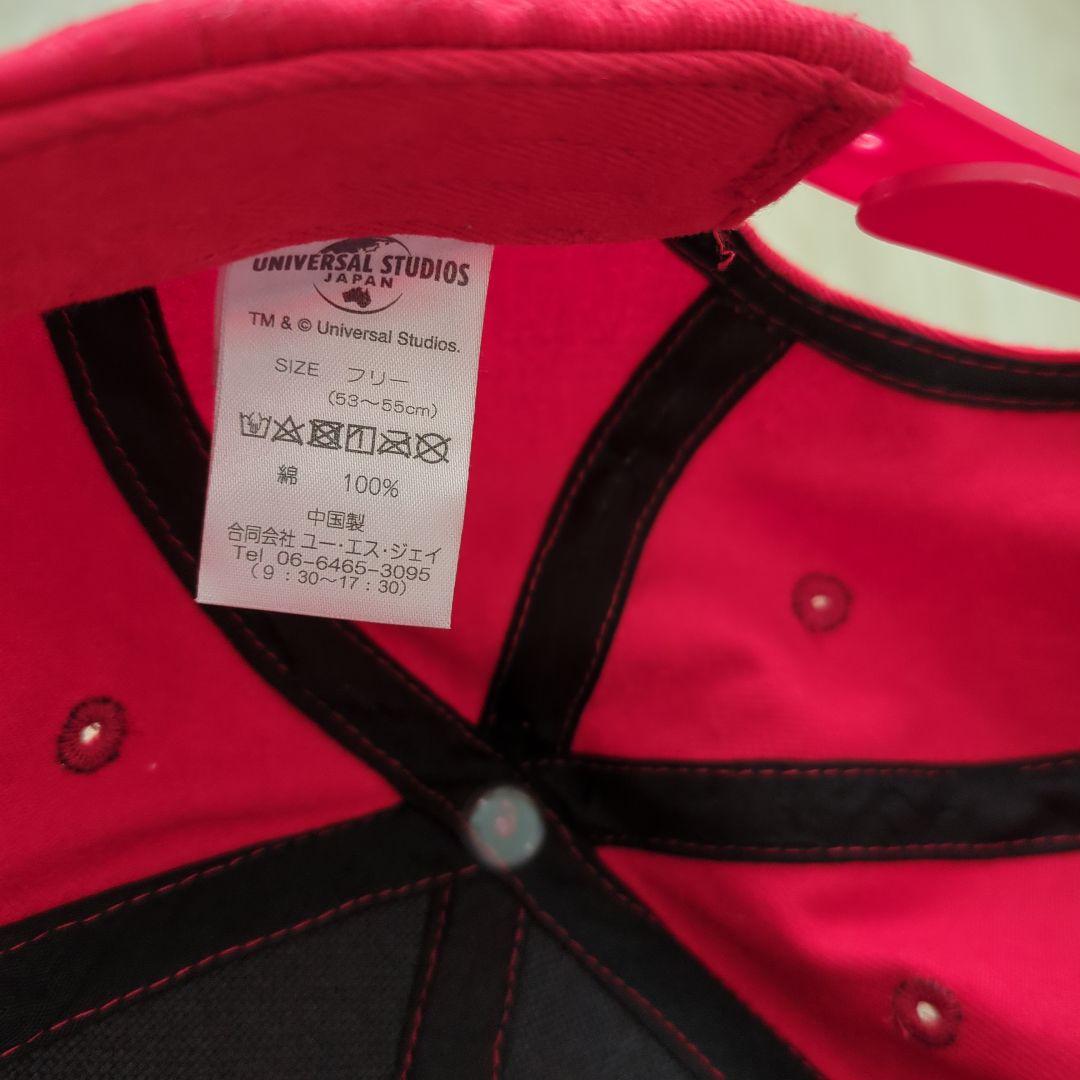 UNIVERSAL STUDIOS
JAPAN
TM & © Universal Studios.
SIZE フリー
(53～55cm)
綿 100%
中国製
合同会社 ユー・エス・ジェイ
Tel 06-6465-3095
(9：30～17：30)